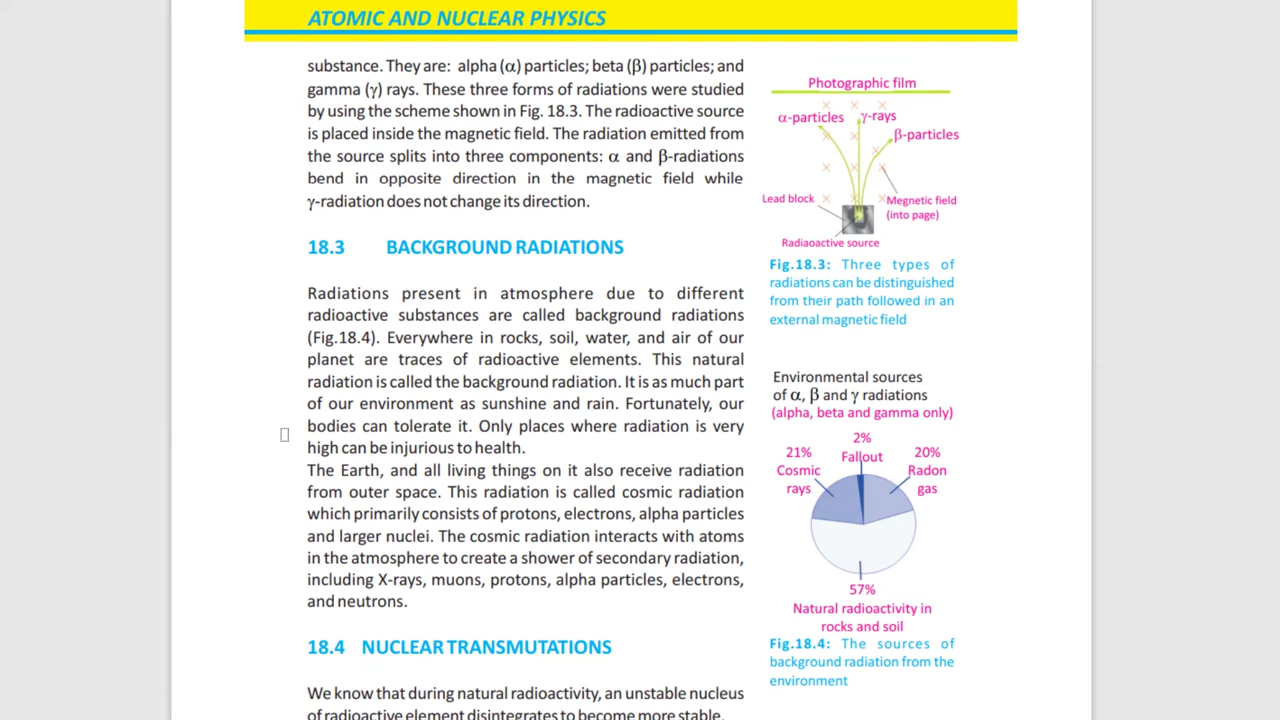 ATOMIC AND NUCLEAR PHYSICS
substance. They are: alpha (α) particles; beta (β) particles; and
gamma (γ) rays. These three forms of radiations were studied
by using the scheme shown in Fig. 18.3. The radioactive source
is placed inside the magnetic field. The radiation emitted from
the source splits into three components: α and β-radiations
bend in opposite direction in the magnetic field while
γ-radiation does not change its direction.
18.3 BACKGROUND RADIATIONS
Radiations present in atmosphere due to different
radioactive substances are called background radiations
(Fig.18.4). Everywhere in rocks, soil, water, and air of our
planet are traces of radioactive elements. This natural
radiation is called the background radiation. It is as much part
of our environment as sunshine and rain. Fortunately, our
bodies can tolerate it. Only places where radiation is very
high can be injurious to health.
The Earth, and all living things on it also receive radiation
from outer space. This radiation is called cosmic radiation
which primarily consists of protons, electrons, alpha particles
and larger nuclei. The cosmic radiation interacts with atoms
in the atmosphere to create a shower of secondary radiation,
including X-rays, muons, protons, alpha particles, electrons,
and neutrons.
18.4 NUCLEAR TRANSMUTATIONS
We know that during natural radioactivity, an unstable nucleus
of radioactive element disintegrates to become more stable.
Photographic film
α-particles
γ-rays
β-particles
Lead block
Megnetic field
(into page)
Radiaoactive source
Fig.18.3: Three types of
radiations can be distinguished
from their path followed in an
external magnetic field
Environmental sources
of α, β and γ radiations
(alpha, beta and gamma only)
2%
Fallout
21%
Cosmic
rays
20%
Radon
gas
57%
Natural radioactivity in
rocks and soil
Fig.18.4: The sources of
background radiation from the
environment